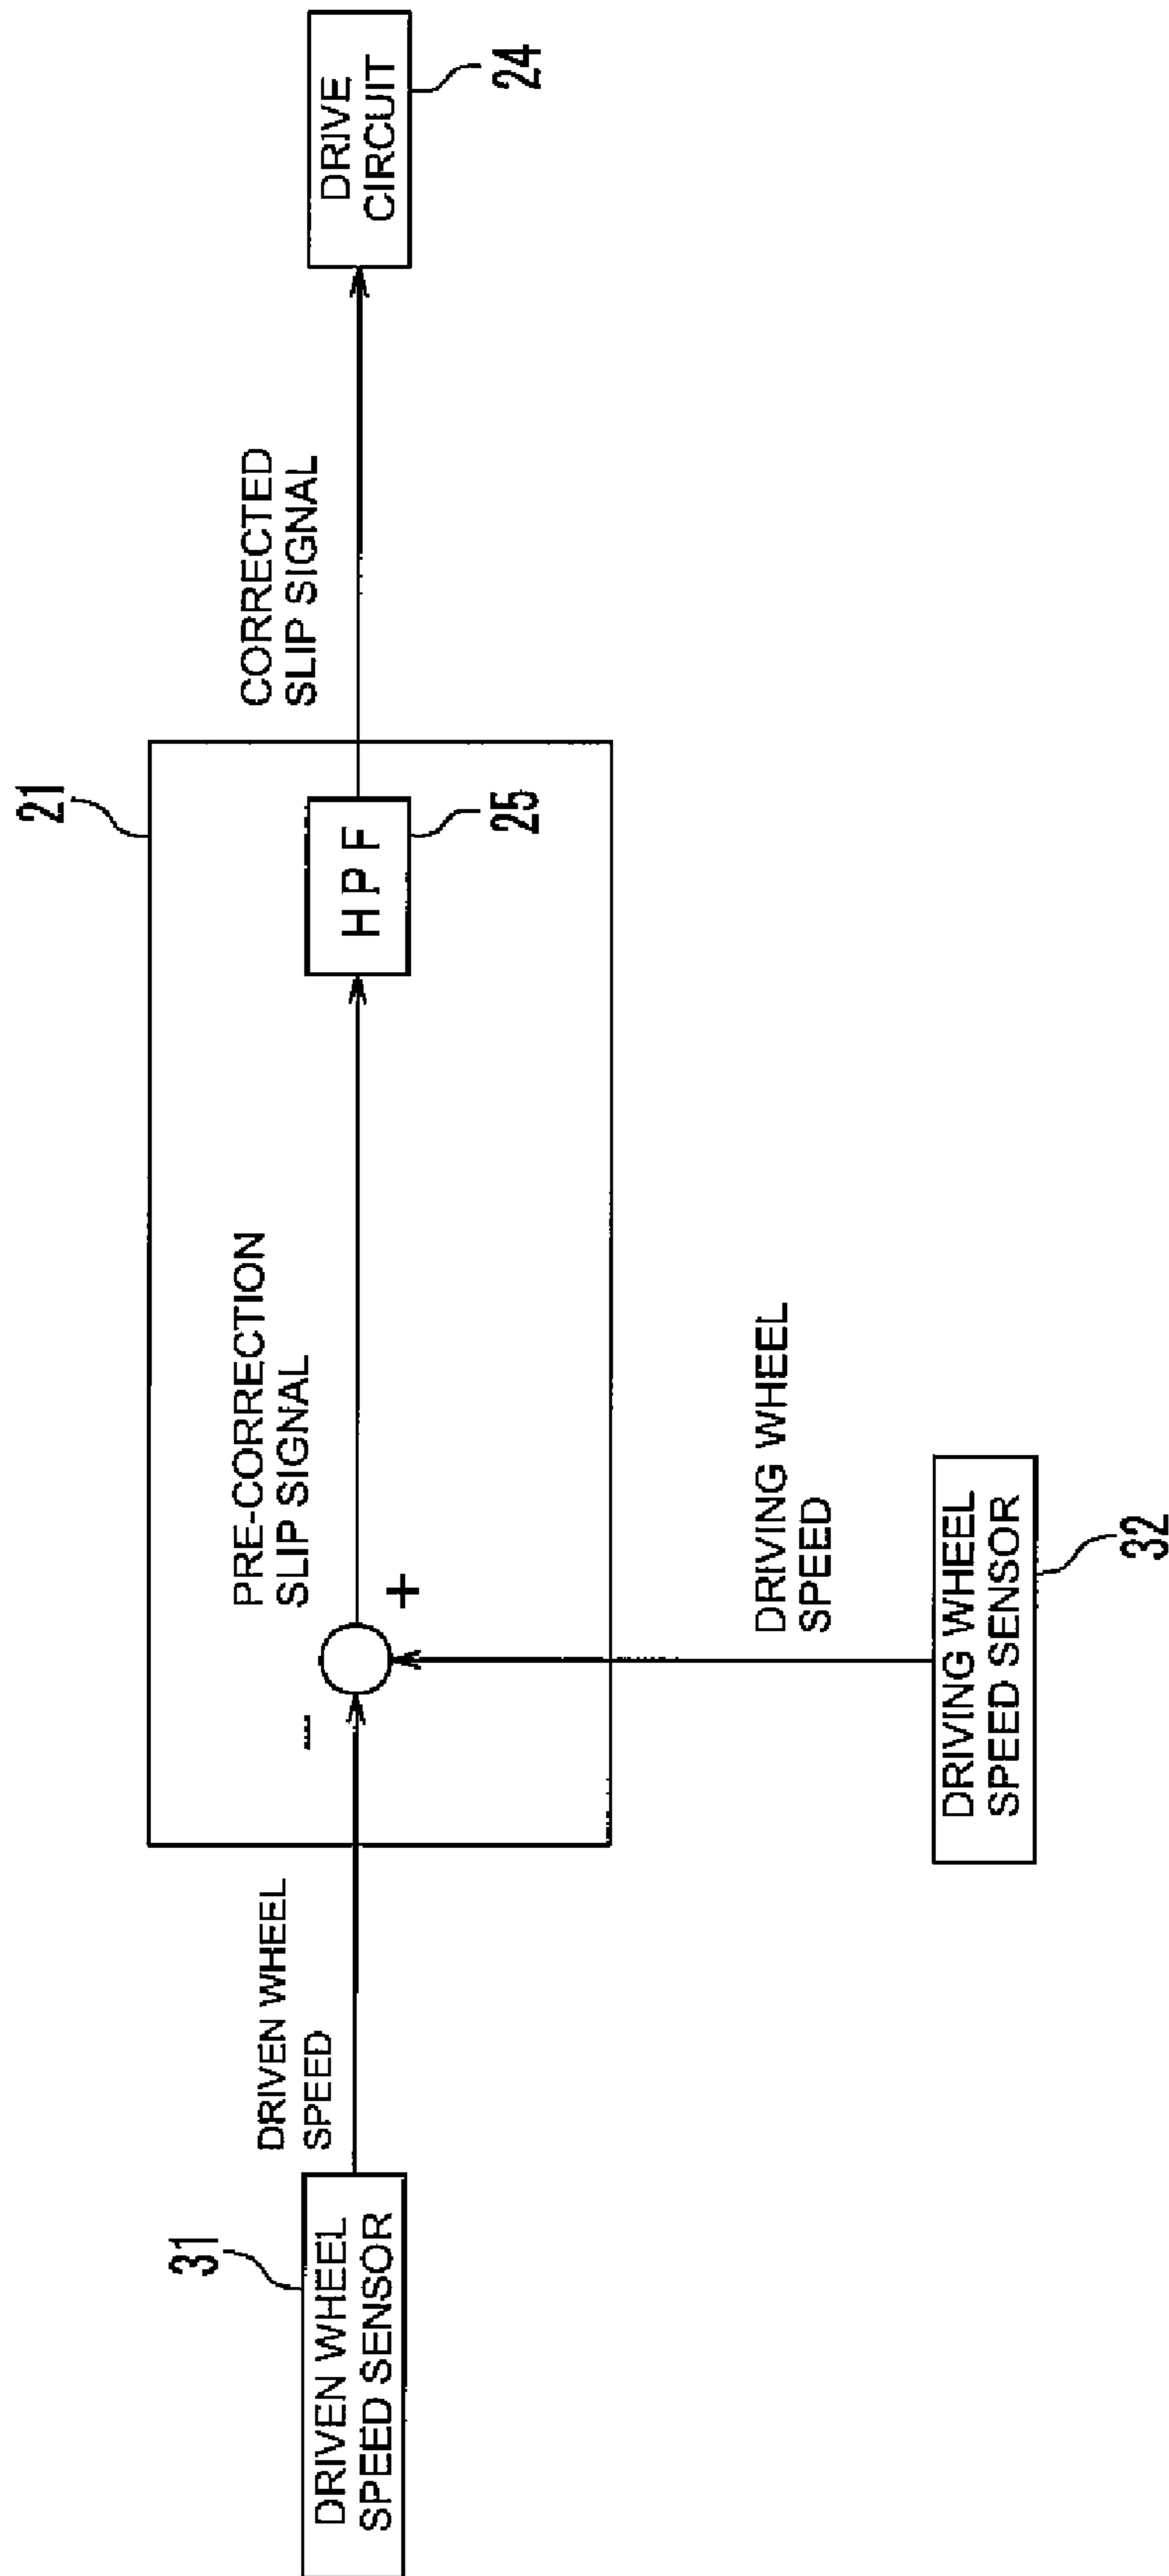 31
DRIVEN WHEEL
SPEED SENSOR
DRIVEN WHEEL
SPEED
21
−
+
PRE-CORRECTION
SLIP SIGNAL
H P F
25
CORRECTED
SLIP SIGNAL
DRIVE
CIRCUIT
24
DRIVING WHEEL
SPEED
DRIVING WHEEL
SPEED SENSOR
32